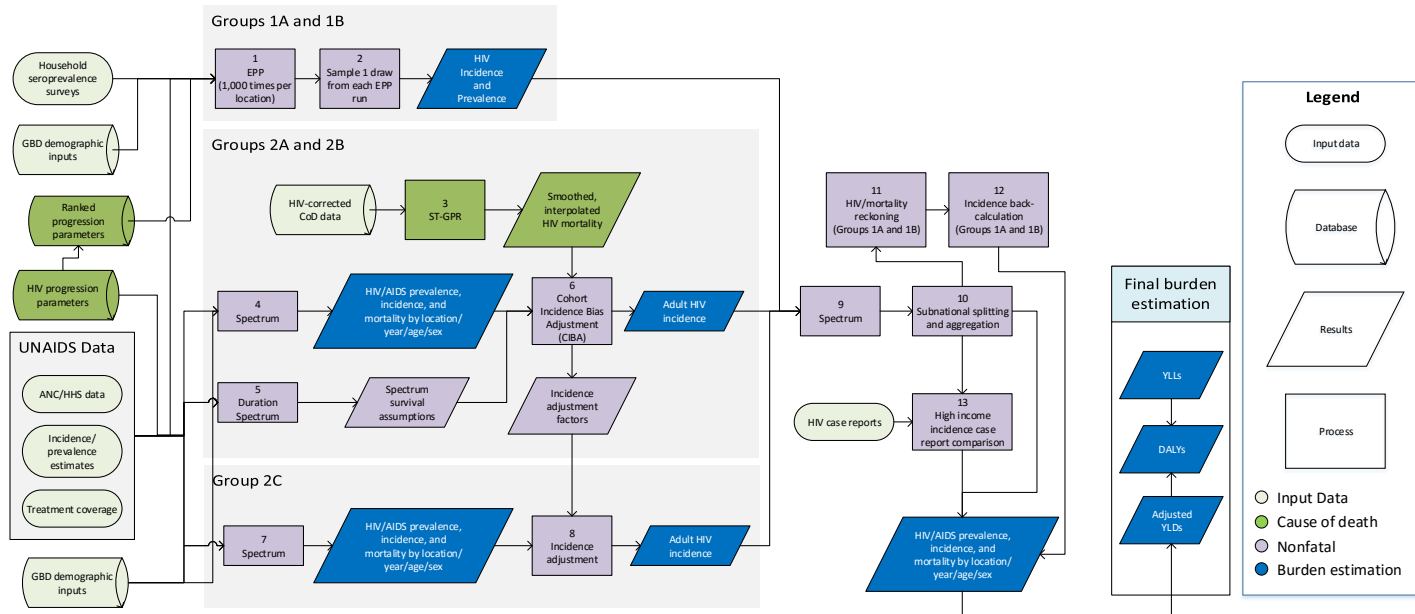 Groups 1A and 1B
Household
seroprevalence
surveys
1
EPP
(1,000 times per
location)
2
Sample 1 draw
from each EPP
run
HIV
Incidence
and
Prevalence
GBD demographic
inputs
Ranked
progression
parameters
HIV progression
parameters
UNAIDS Data
ANC/HHS data
Incidence/
prevalence
estimates
Treatment coverage
GBD demographic
inputs
Groups 2A and 2B
HIV-corrected
CoD data
3
ST-GPR
Smoothed,
interpolated
HIV mortality
4
Spectrum
HIV/AIDS prevalence,
incidence, and
mortality by location/
year/age/sex
6
Cohort
Incidence Bias
Adjustment
(CIBA)
Adult HIV
incidence
5
Duration
Spectrum
Spectrum
survival
assumptions
Incidence
adjustment
factors
Group 2C
7
Spectrum
HIV/AIDS prevalence,
incidence, and
mortality by location/
year/age/sex
8
Incidence
adjustment
Adult HIV
incidence
11
HIV/mortality
reckoning
(Groups 1A and 1B)
12
Incidence back-
calculation
(Groups 1A and 1B)
9
Spectrum
10
Subnational splitting
and aggregation
HIV case reports
13
High income
incidence case
report comparison
HIV/AIDS prevalence,
incidence, and
mortality by location/
year/age/sex
Final burden
estimation
YLLs
DALYs
Adjusted
YLDs
Legend
Input data
Database
Results
Process
Input Data
Cause of death
Nonfatal
Burden estimation